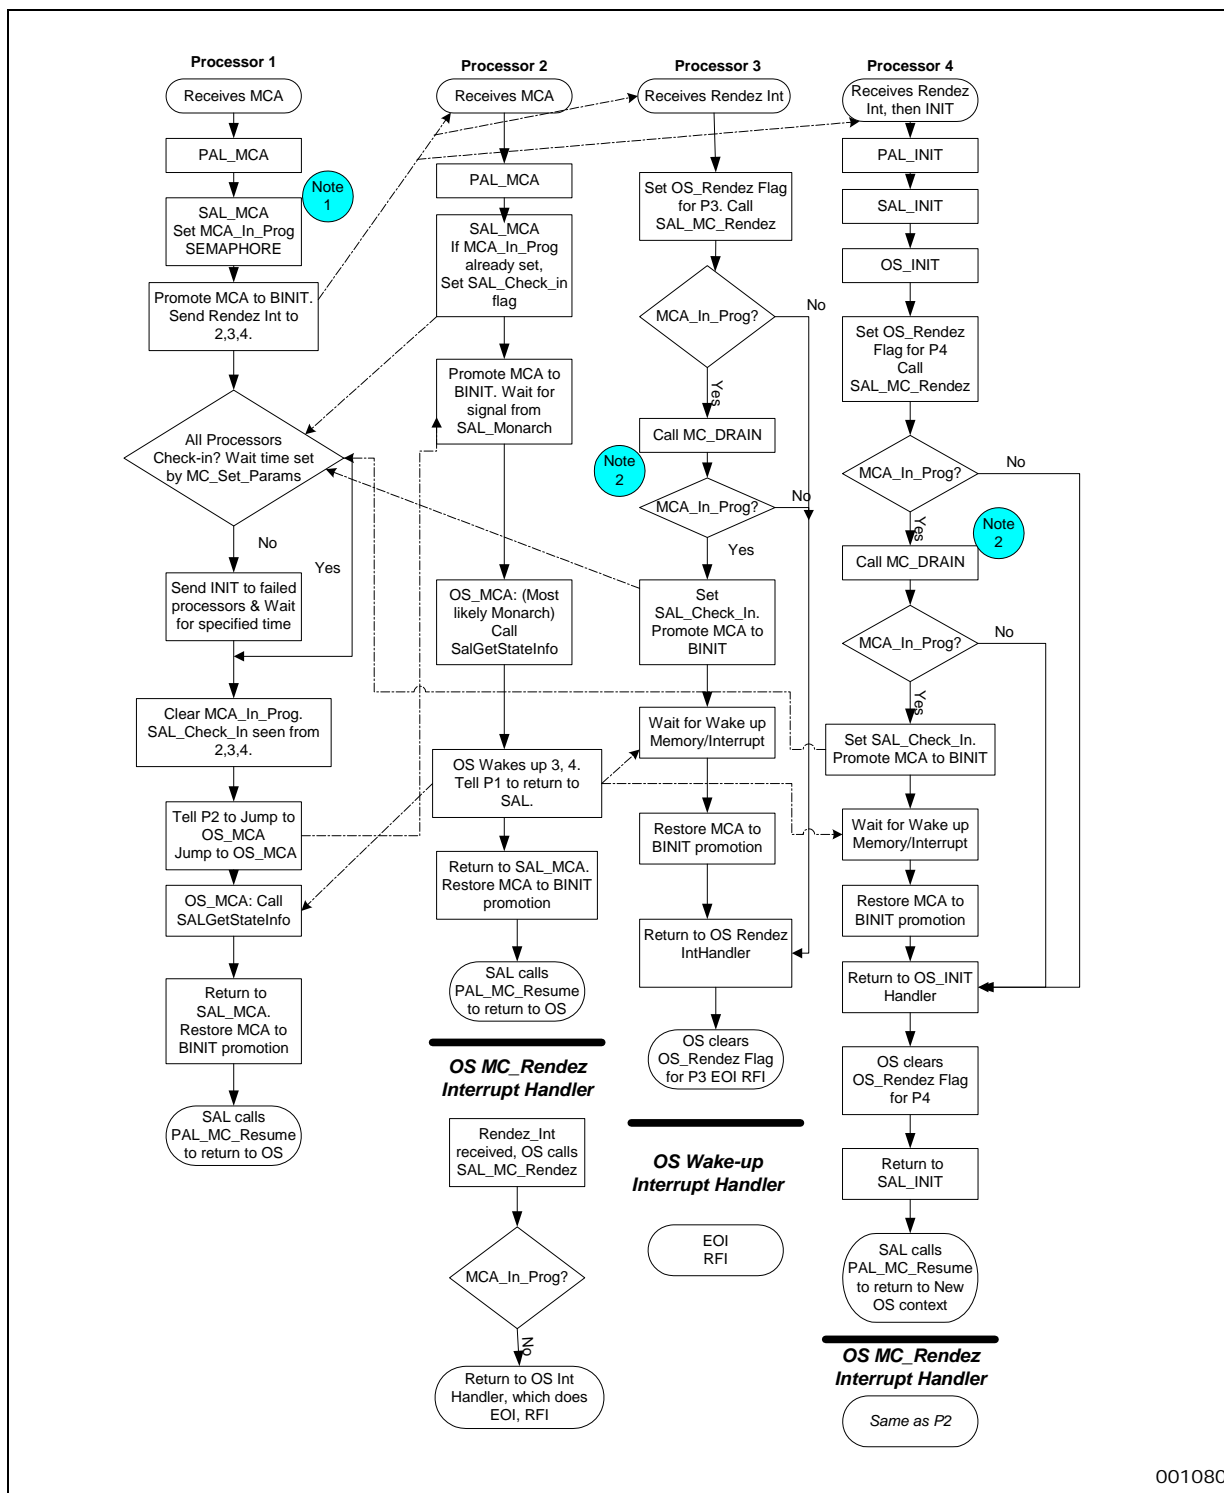 Processor 1
Receives MCA
PAL_MCA
Note
1
SAL_MCA
Set MCA_In_Prog
SEMAPHORE
Promote MCA to BINIT.
Send Rendez Int to
2,3,4.
All Processors
Check-in? Wait time set
by MC_Set_Params
No
Yes
Send INIT to failed
processors & Wait
for specified time
Clear MCA_In_Prog.
SAL_Check_In seen from
2,3,4.
Tell P2 to Jump to
OS_MCA
Jump to OS_MCA
OS_MCA: Call
SALGetStateInfo
Return to
SAL_MCA.
Restore MCA to
BINIT promotion
SAL calls
PAL_MC_Resume
to return to OS
Processor 2
Receives MCA
PAL_MCA
SAL_MCA
If MCA_In_Prog
already set,
Set SAL_Check_in
flag
Promote MCA to
BINIT. Wait for
signal from
SAL_Monarch
OS_MCA: (Most
likely Monarch)
Call
SalGetStateInfo
OS Wakes up 3, 4.
Tell P1 to return to
SAL.
Return to SAL_MCA.
Restore MCA to BINIT
promotion
SAL calls
PAL_MC_Resume
to return to OS
OS MC_Rendez
Interrupt Handler
Rendez_Int
received, OS calls
SAL_MC_Rendez
MCA_In_Prog?
No
Return to OS Int
Handler, which does
EOI, RFI
Processor 3
Receives Rendez Int
Set OS_Rendez Flag
for P3. Call
SAL_MC_Rendez
MCA_In_Prog?
No
Yes
Call MC_DRAIN
Note
2
MCA_In_Prog?
No
Yes
Set
SAL_Check_In.
Promote MCA to
BINIT
Wait for Wake up
Memory/Interrupt
Restore MCA to
BINIT promotion
Return to OS Rendez
IntHandler
OS clears
OS_Rendez Flag
for P3 EOI RFI
OS Wake-up
Interrupt Handler
EOI
RFI
Processor 4
Receives Rendez
Int, then INIT
PAL_INIT
SAL_INIT
OS_INIT
Set OS_Rendez
Flag for P4
Call
SAL_MC_Rendez
MCA_In_Prog?
No
Yes
Note
2
Call MC_DRAIN
MCA_In_Prog?
No
Yes
Set SAL_Check_In.
Promote MCA to BINIT
Wait for Wake up
Memory/Interrupt
Restore MCA to
BINIT promotion
Return to OS_INIT
Handler
OS clears
OS_Rendez Flag
for P4
Return to
SAL_INIT
SAL calls
PAL_MC_Resume
to return to New
OS context
OS MC_Rendez
Interrupt Handler
Same as P2
001080